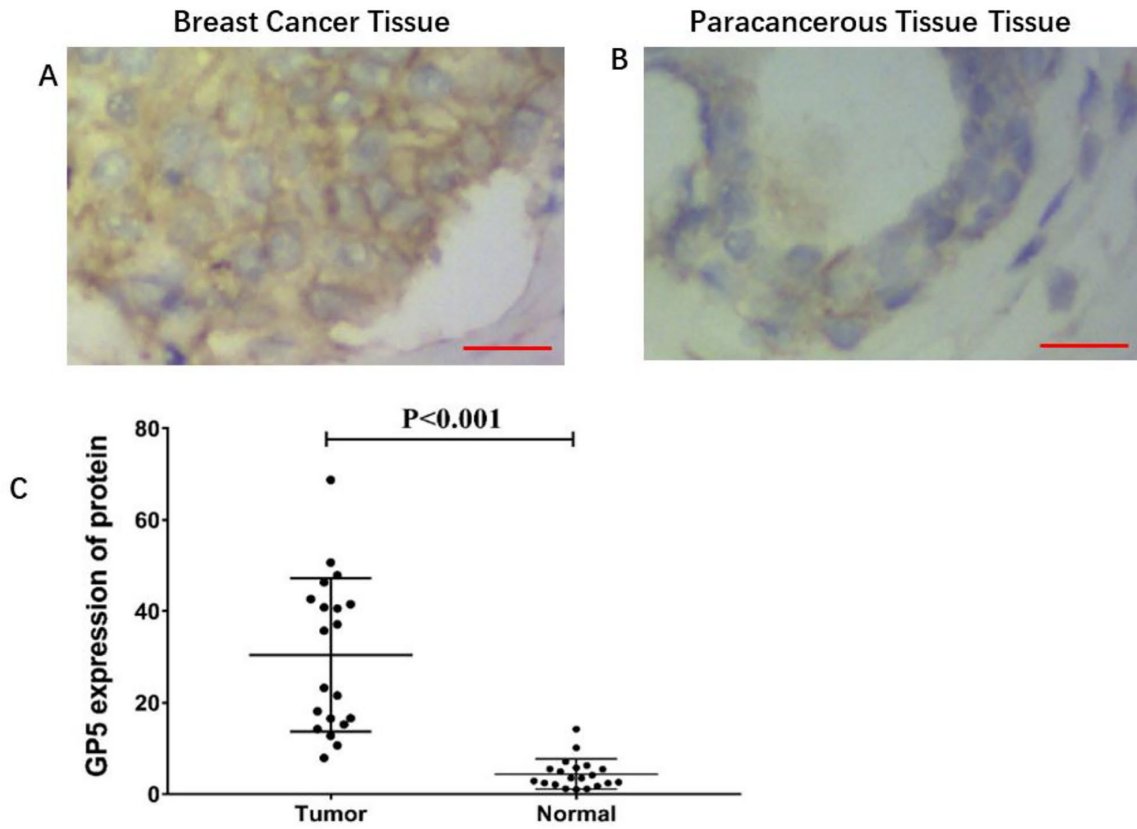 Breast Cancer Tissue
Paracancerous Tissue Tissue
A
B
C
P<0.001
GP5 expression of protein
80
60
40
20
0
Tumor
Normal